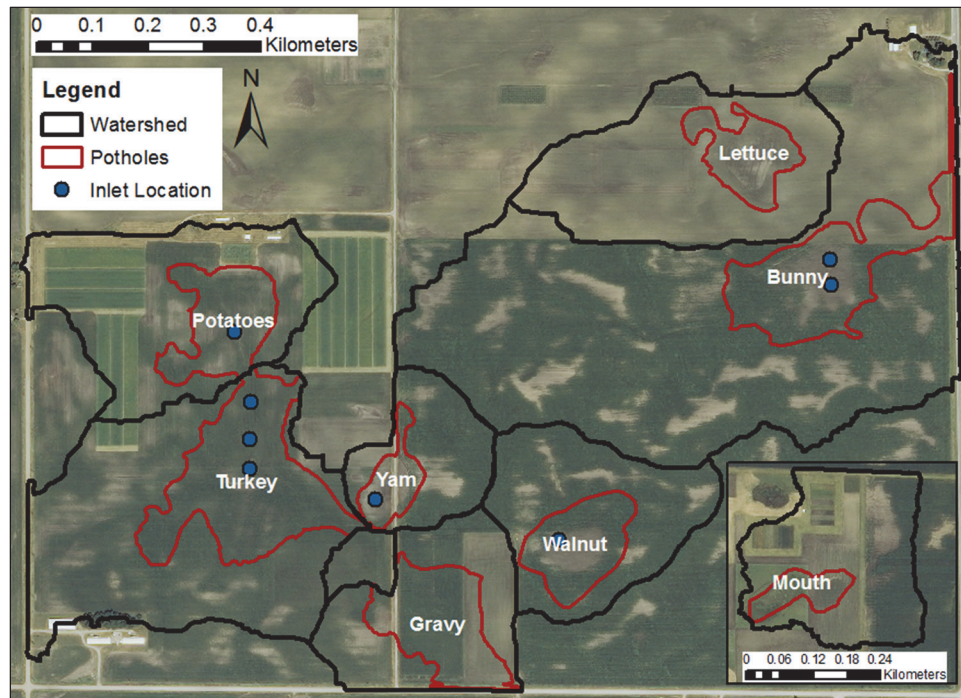 0 0.1 0.2 0.3 0.4
Kilometers
Legend
Watershed
Potholes
Inlet Location
N
Lettuce
Bunny
Potatoes
Turkey
Yam
Walnut
Gravy
Mouth
0 0.06 0.12 0.18 0.24
Kilometers